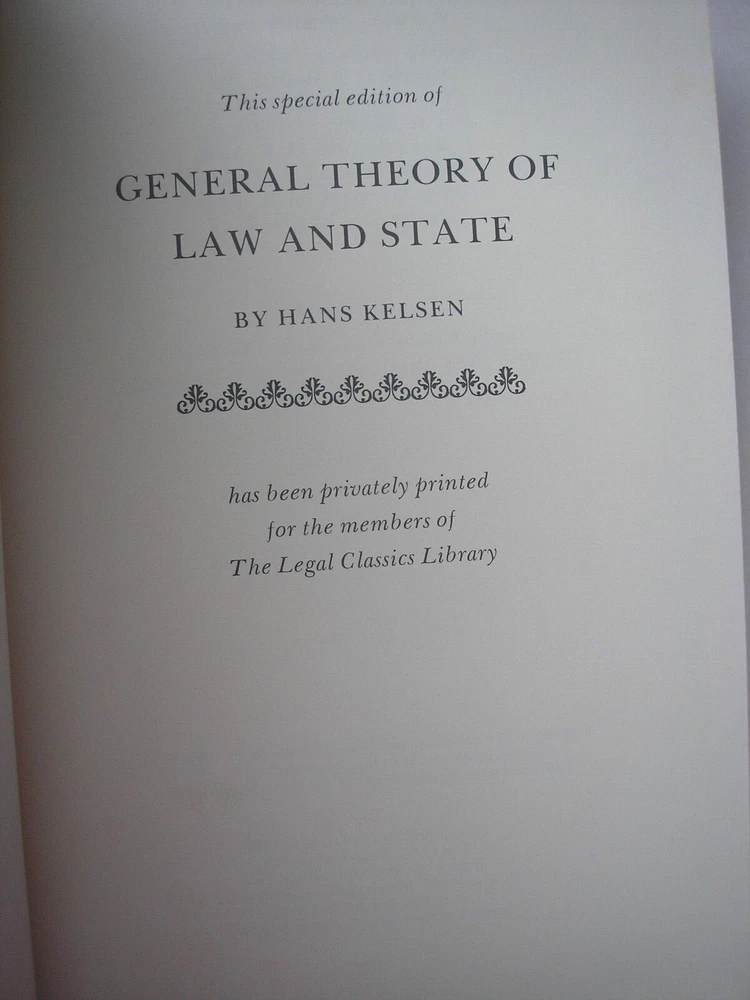 This special edition of
GENERAL THEORY OF
LAW AND STATE
BY HANS KELSEN
has been privately printed
for the members of
The Legal Classics Library